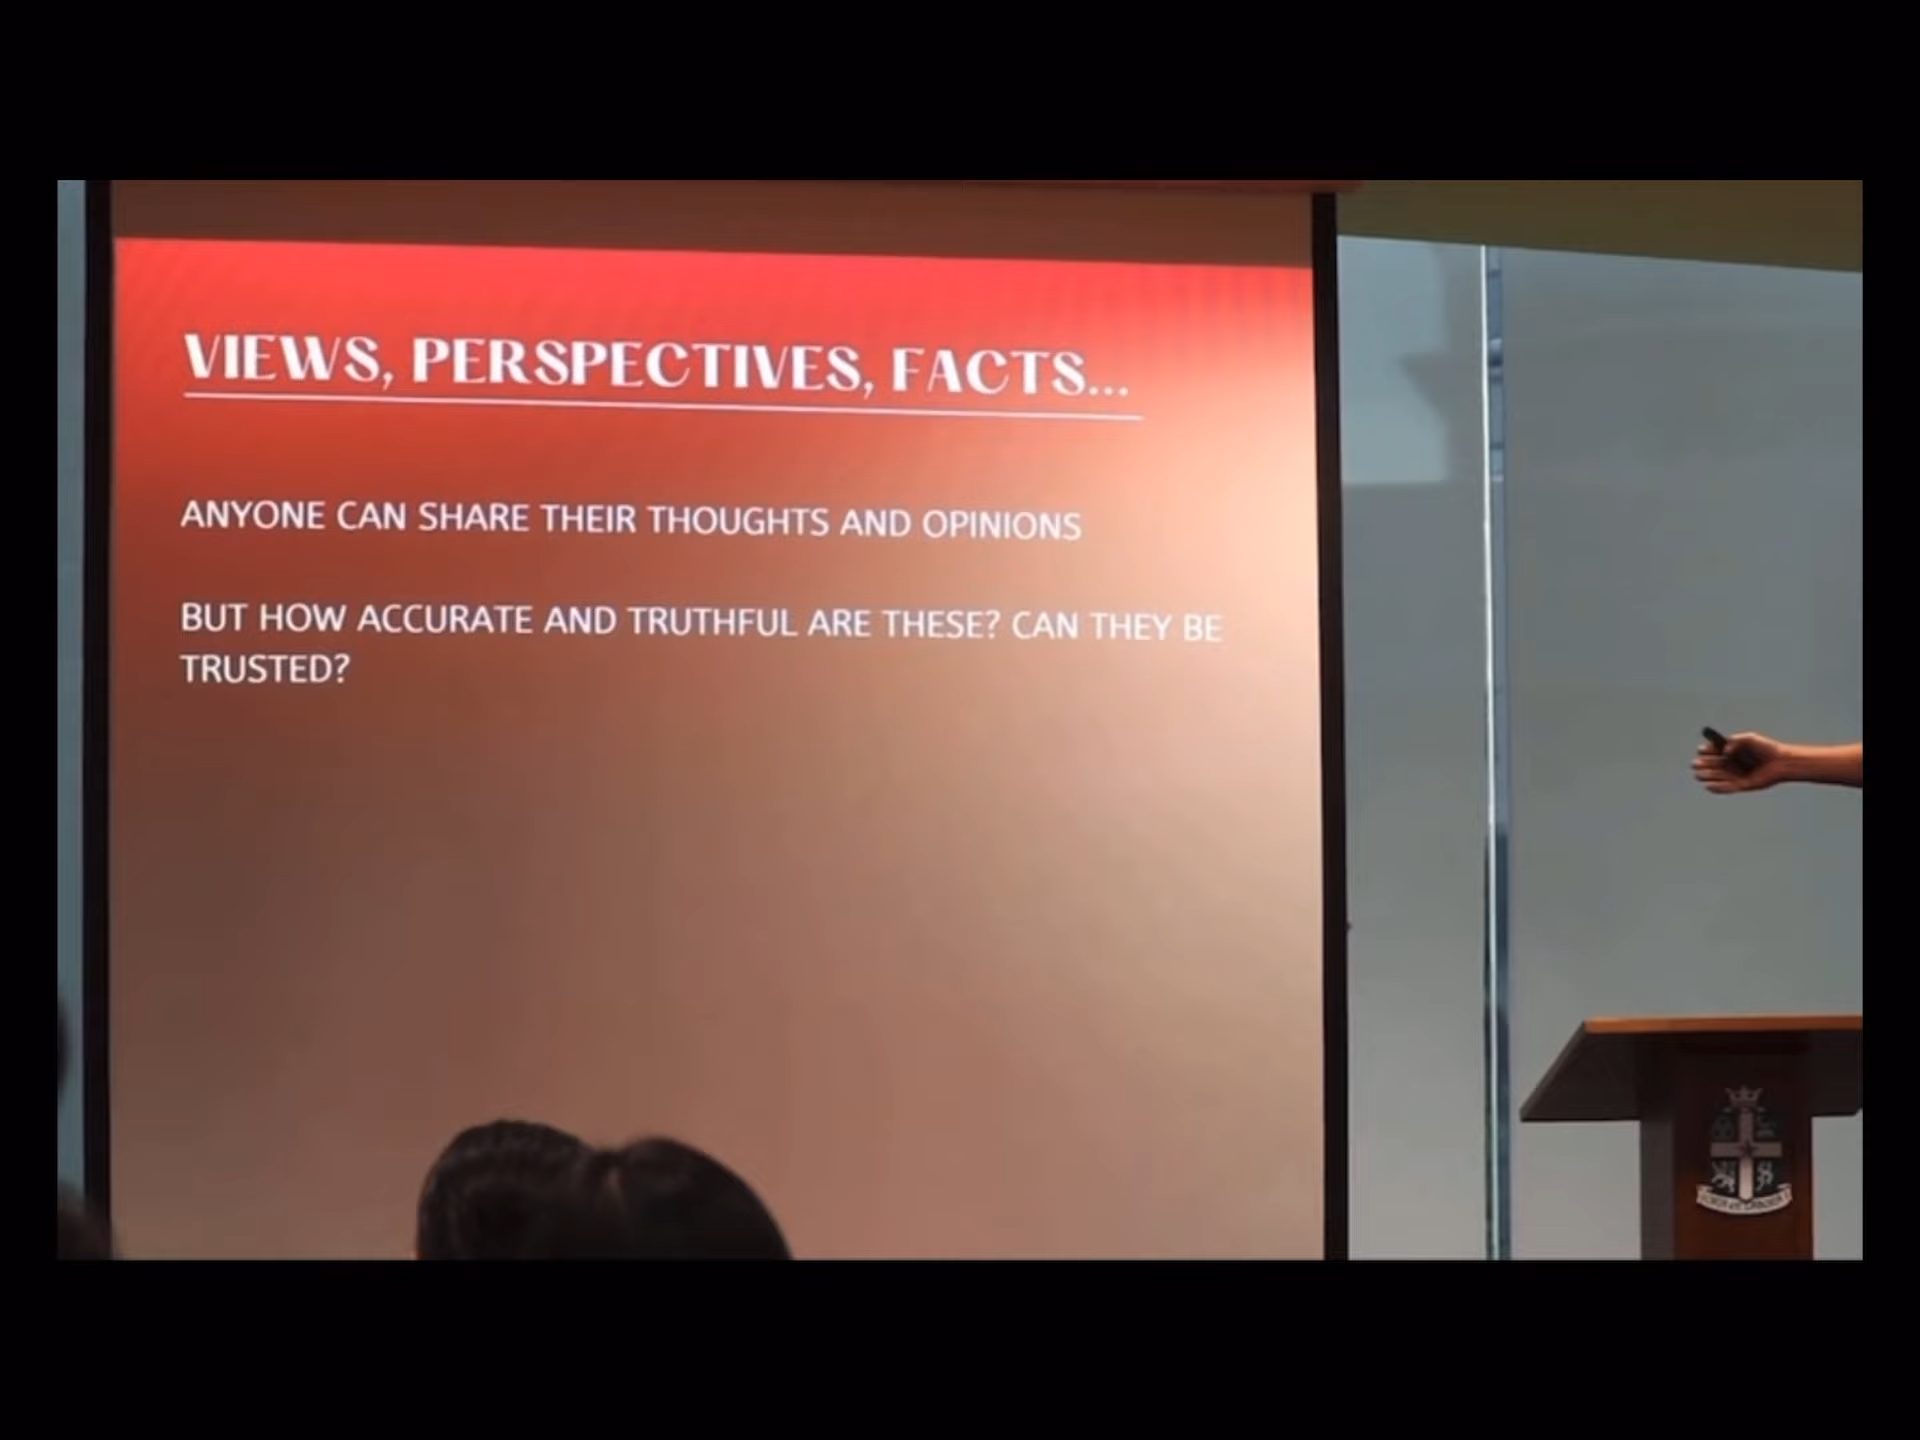 VIEWS, PERSPECTIVES, FACTS...
ANYONE CAN SHARE THEIR THOUGHTS AND OPINIONS
BUT HOW ACCURATE AND TRUTHFUL ARE THESE? CAN THEY BE
TRUSTED?